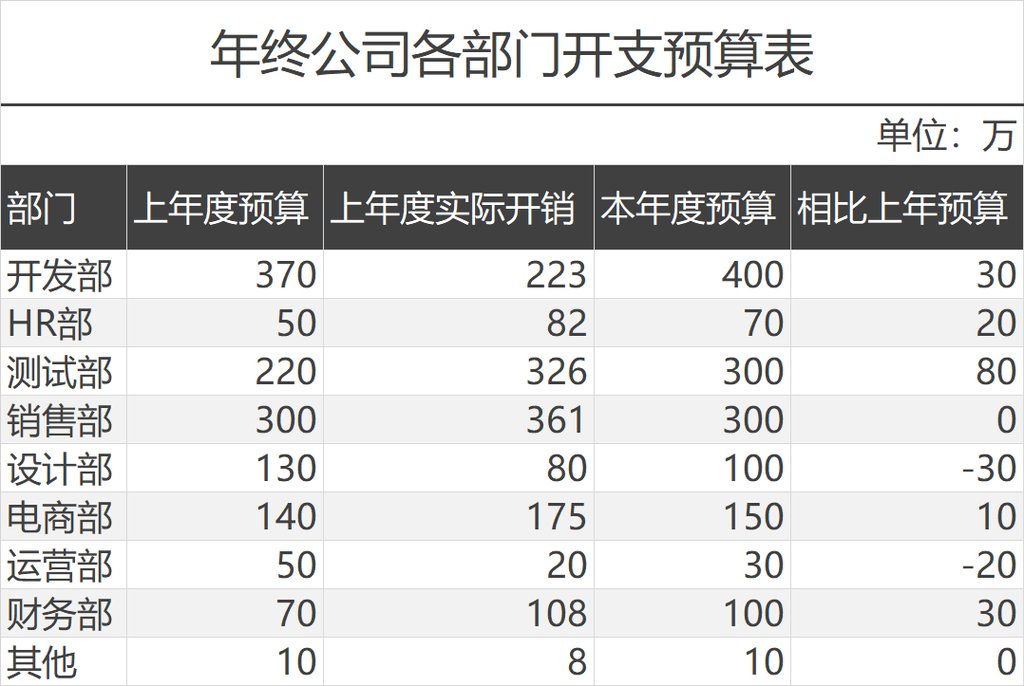 年终公司各部门开支预算表
单位：万
部门 上年度预算 上年度实际开销 本年度预算 相比上年预算
开发部 370 223 400 30
HR部 50 82 70 20
测试部 220 326 300 80
销售部 300 361 300 0
设计部 130 80 100 -30
电商部 140 175 150 10
运营部 50 20 30 -20
财务部 70 108 100 30
其他 10 8 10 0